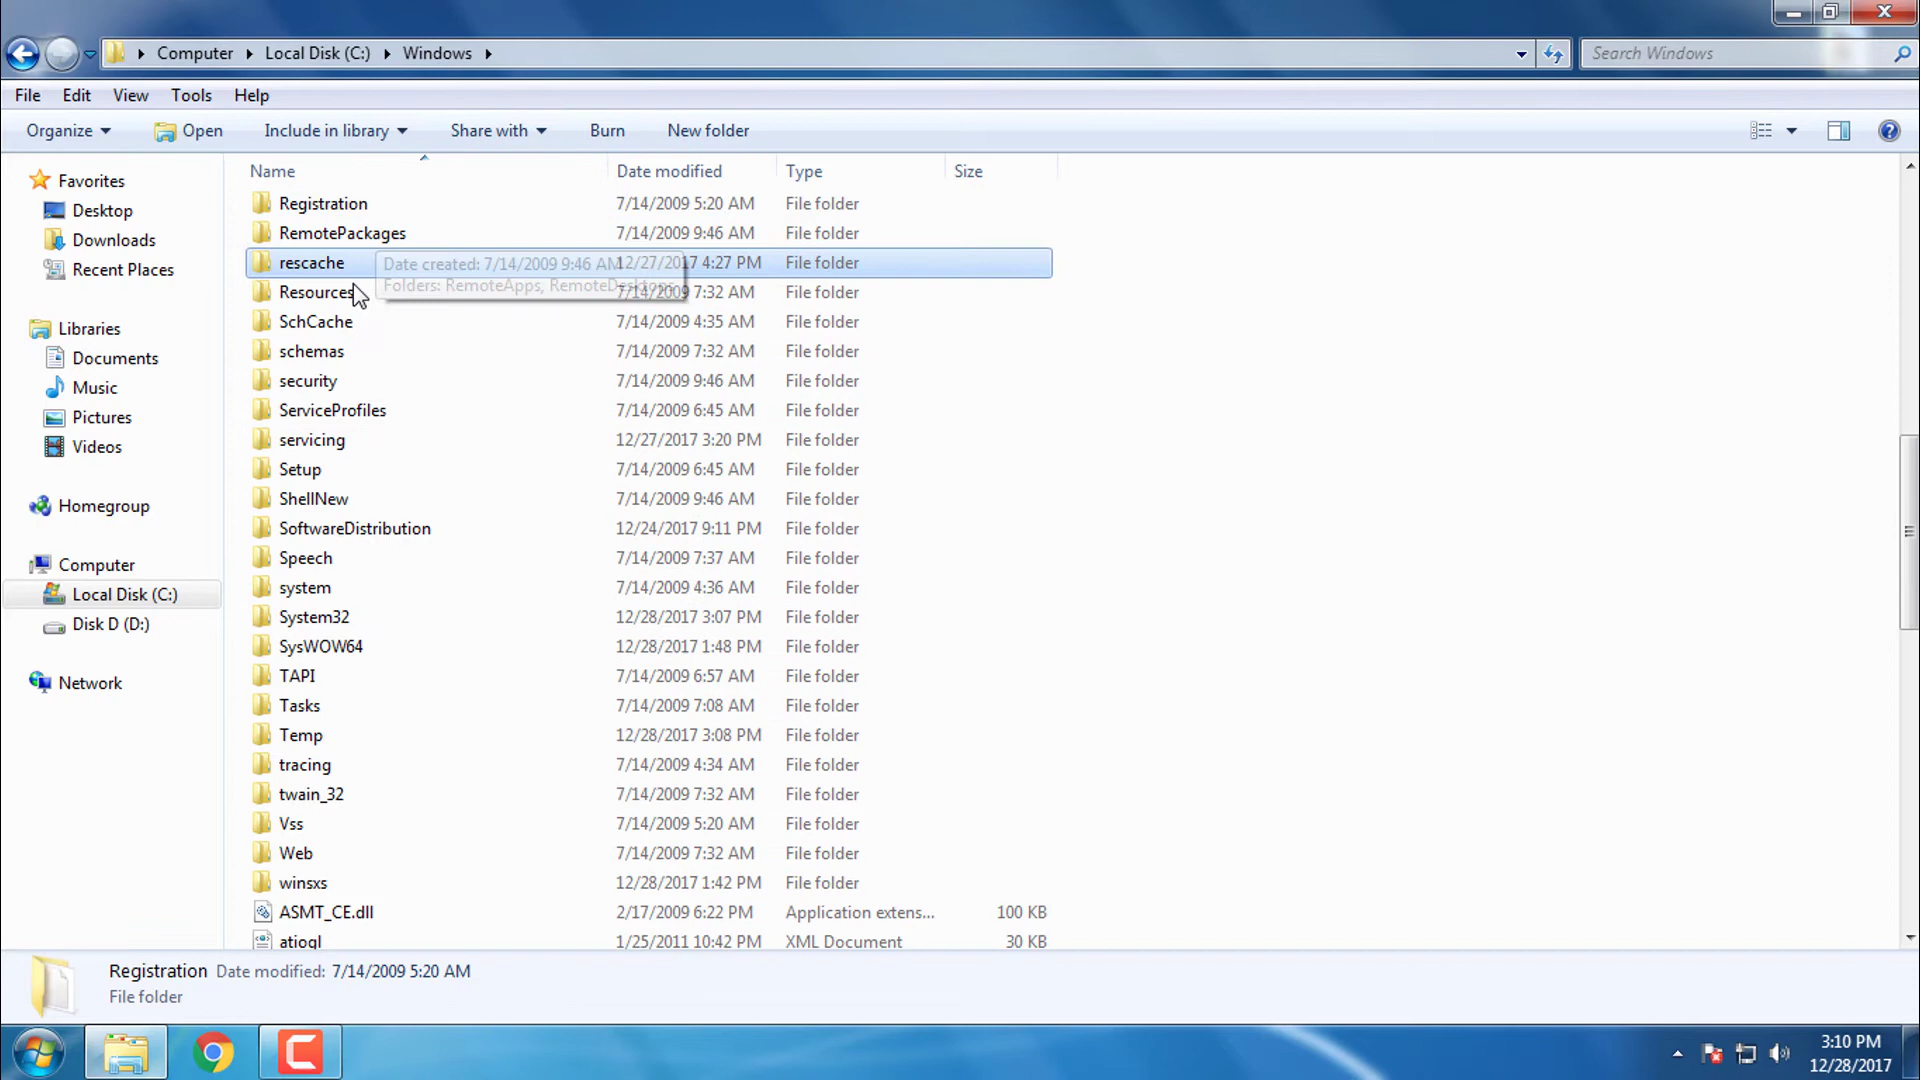 Computer Local Disk (C:) Windows
Search Windows
File Edit View Tools Help
Organize Open Include in library Share with Burn New folder
Name Date modified Type Size
Favorites
Desktop
Downloads
Recent Places
Libraries
Documents
Music
Pictures
Videos
Homegroup
Computer
Local Disk (C:)
Disk D (D:)
Network
Registration 7/14/2009 5:20 AM File folder
RemotePackages 7/14/2009 9:46 AM File folder
rescache 12/27/2017 4:27 PM File folder
Date created: 7/14/2009 9:46 AM
Folders: RemoteApps, RemoteDesktops
Resources 7/14/2009 7:32 AM File folder
SchCache 7/14/2009 4:35 AM File folder
schemas 7/14/2009 7:32 AM File folder
security 7/14/2009 9:46 AM File folder
ServiceProfiles 7/14/2009 6:45 AM File folder
servicing 12/27/2017 3:20 PM File folder
Setup 7/14/2009 6:45 AM File folder
ShellNew 7/14/2009 9:46 AM File folder
SoftwareDistribution 12/24/2017 9:11 PM File folder
Speech 7/14/2009 7:37 AM File folder
system 7/14/2009 4:36 AM File folder
System32 12/28/2017 3:07 PM File folder
SysWOW64 12/28/2017 1:48 PM File folder
TAPI 7/14/2009 6:57 AM File folder
Tasks 7/14/2009 7:08 AM File folder
Temp 12/28/2017 3:08 PM File folder
tracing 7/14/2009 4:34 AM File folder
twain_32 7/14/2009 7:32 AM File folder
Vss 7/14/2009 5:20 AM File folder
Web 7/14/2009 7:32 AM File folder
winsxs 12/28/2017 1:42 PM File folder
ASMT_CE.dll 2/17/2009 6:22 PM Application extens... 100 KB
atiogl 1/25/2011 10:42 PM XML Document 30 KB
Registration Date modified: 7/14/2009 5:20 AM
File folder
3:10 PM
12/28/2017